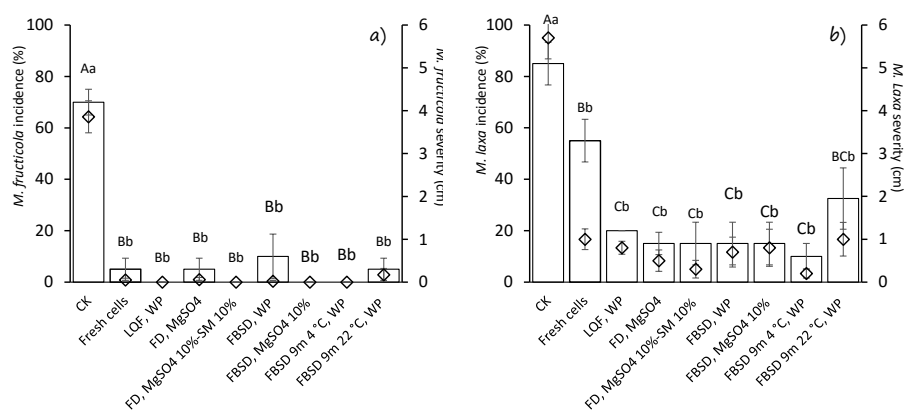 a)
M. fructicola incidence (%)
100
80
60
40
20
0
Aa
Bb
Bb
Bb
Bb
Bb
Bb
Bb
Bb
6
5
4
3
2
1
0
M. fructicola severity (cm)
CK
Fresh cells
LQF, WP
FD, MgSO4
FD, MgSO4 10%-SM 10%
FBSD, WP
FBSD, MgSO4 10%
FBSD 9m 4 °C, WP
FBSD 9m 22 °C, WP
b)
M. laxa incidence (%)
100
80
60
40
20
0
Aa
Bb
Cb
Cb
Cb
Cb
Cb
Cb
BCb
6
5
4
3
2
1
0
M. Laxa severity (cm)
CK
Fresh cells
LQF, WP
FD, MgSO4
FD, MgSO4 10%-SM 10%
FBSD, WP
FBSD, MgSO4 10%
FBSD 9m 4 °C, WP
FBSD 9m 22 °C, WP